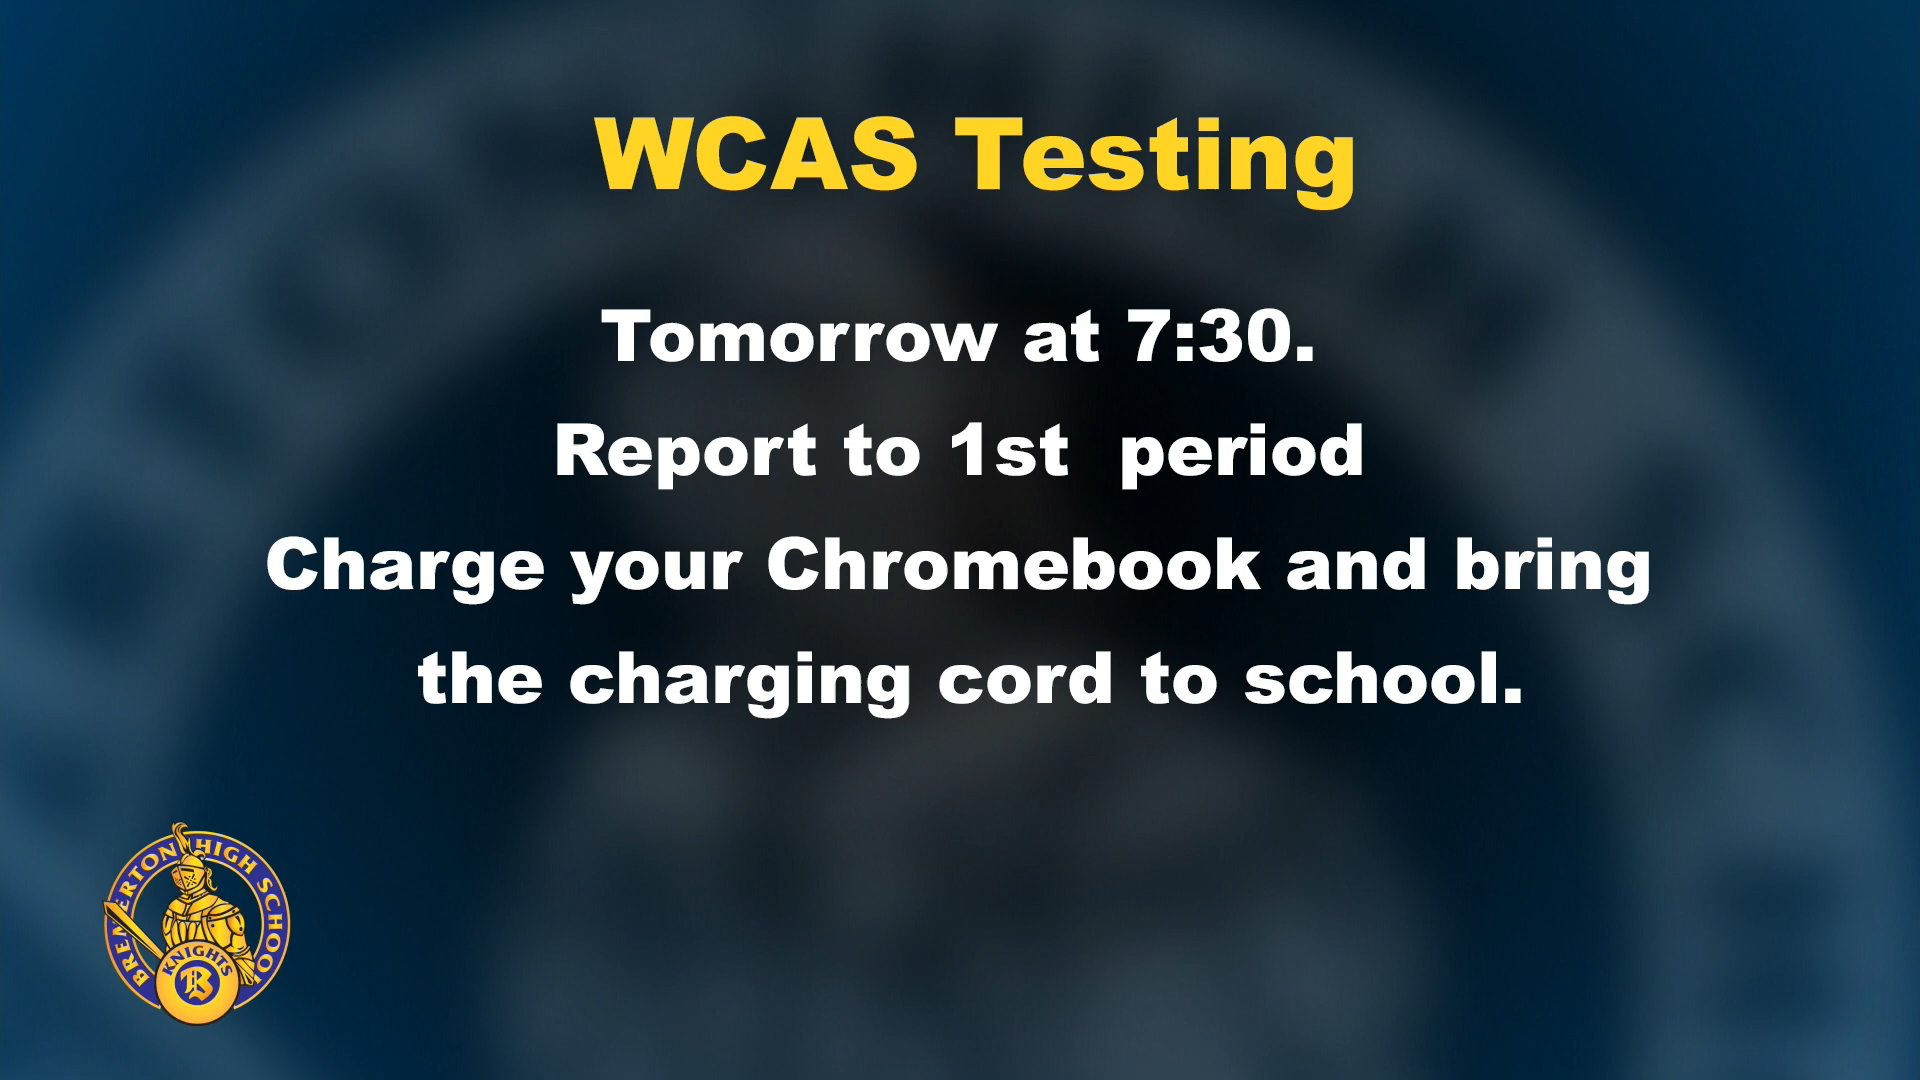 WCAS Testing
Tomorrow at 7:30.
Report to 1st  period
Charge your Chromebook and bring
the charging cord to school.
BREMERTON HIGH SCHOOL
KNIGHTS
B